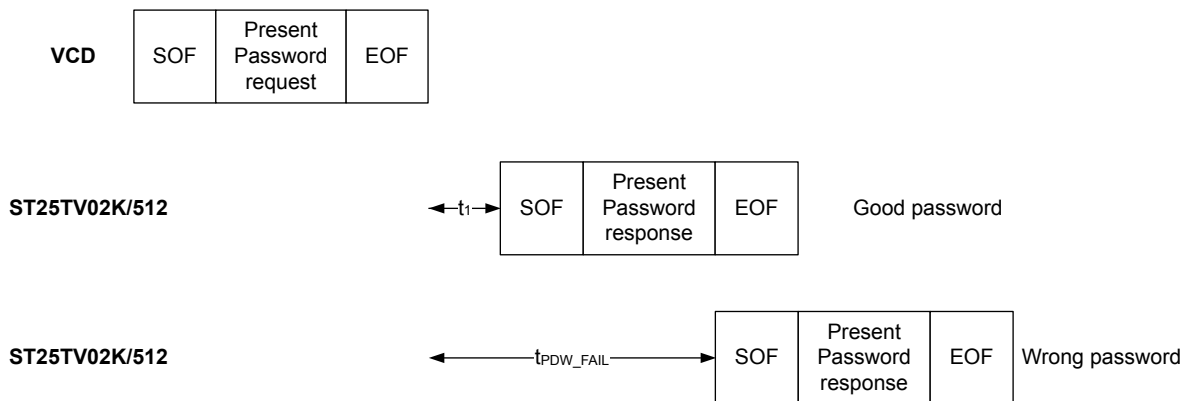 VCD
SOF
Present
Password
request
EOF
ST25TV02K/512
t1
SOF
Present
Password
response
EOF
Good password
ST25TV02K/512
tPDW_FAIL
SOF
Present
Password
response
EOF
Wrong password